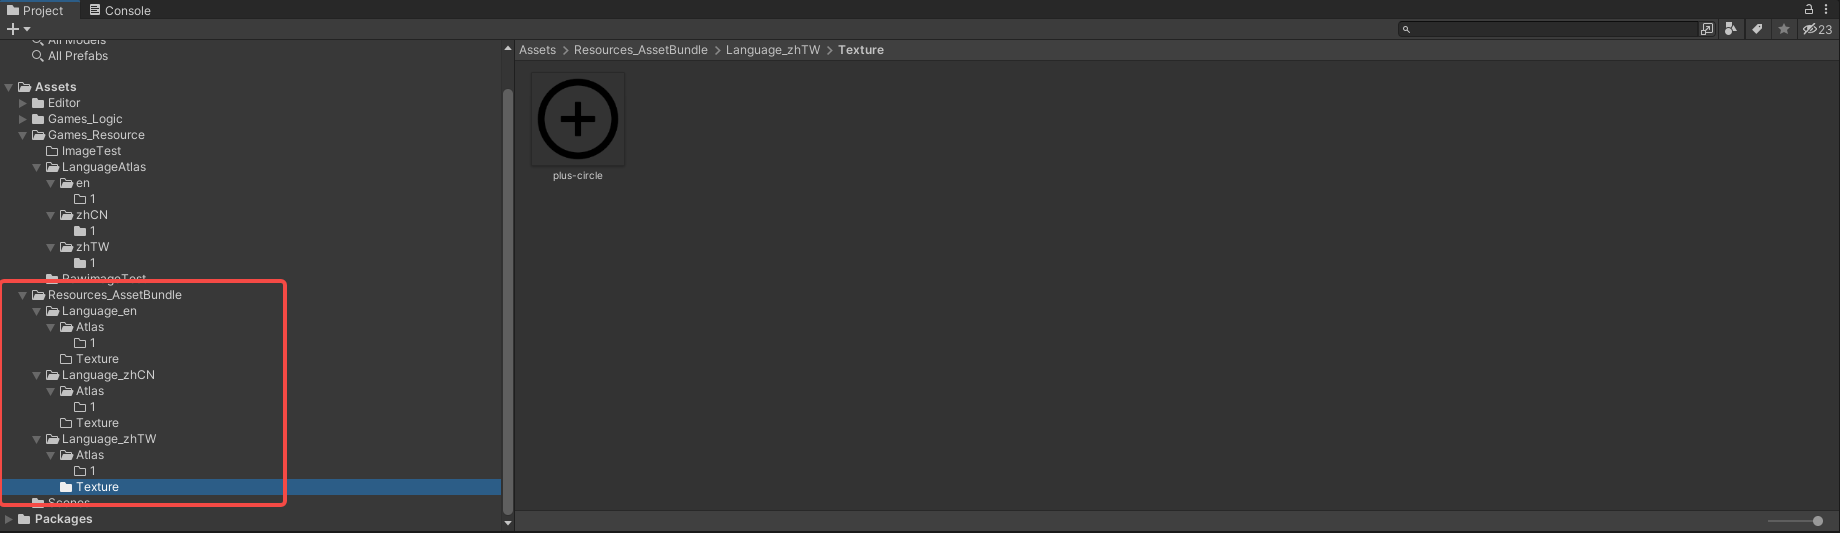 Project
Console
23
All Models
All Prefabs
Assets
Editor
Games_Logic
Games_Resource
ImageTest
LanguageAtlas
en
1
zhCN
1
zhTW
1
RawimageTest
Resources_AssetBundle
Language_en
Atlas
1
Texture
Language_zhCN
Atlas
1
Texture
Language_zhTW
Atlas
1
Texture
Scenes
Packages
Assets > Resources_AssetBundle > Language_zhTW > Texture
plus-circle